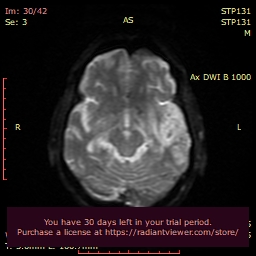 Im: 30/42
Se: 3
AS
STP131
STP131
M
Ax DWI B 1000
R
L
You have 30 days left in your trial period.
Purchase a license at https://radiantviewer.com/store/